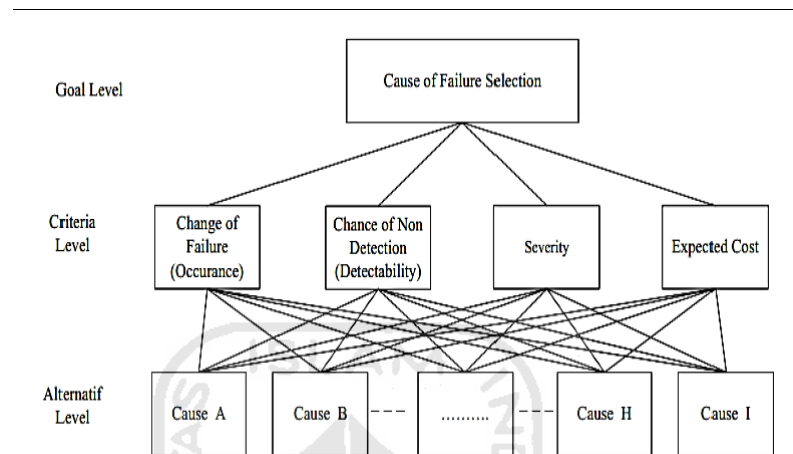 Goal Level
Cause of Failure Selection
Criteria
Level
Change of
Failure
(Occurance)
Chance of Non
Detection
(Detectability)
Severity
Expected Cost
Alternatif
Level
Cause A
Cause B
..........
Cause H
Cause I
ISLAM